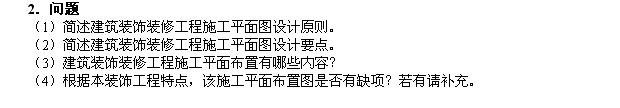 2．问题
（1）简述建筑装饰装修工程施工平面图设计原则。
（2）简述建筑装饰装修工程施工平面图设计要点。
（3）建筑装饰装修工程施工平面布置有哪些内容？
（4）根据本装饰工程特点，该施工平面布置图是否有缺项？若有请补充。